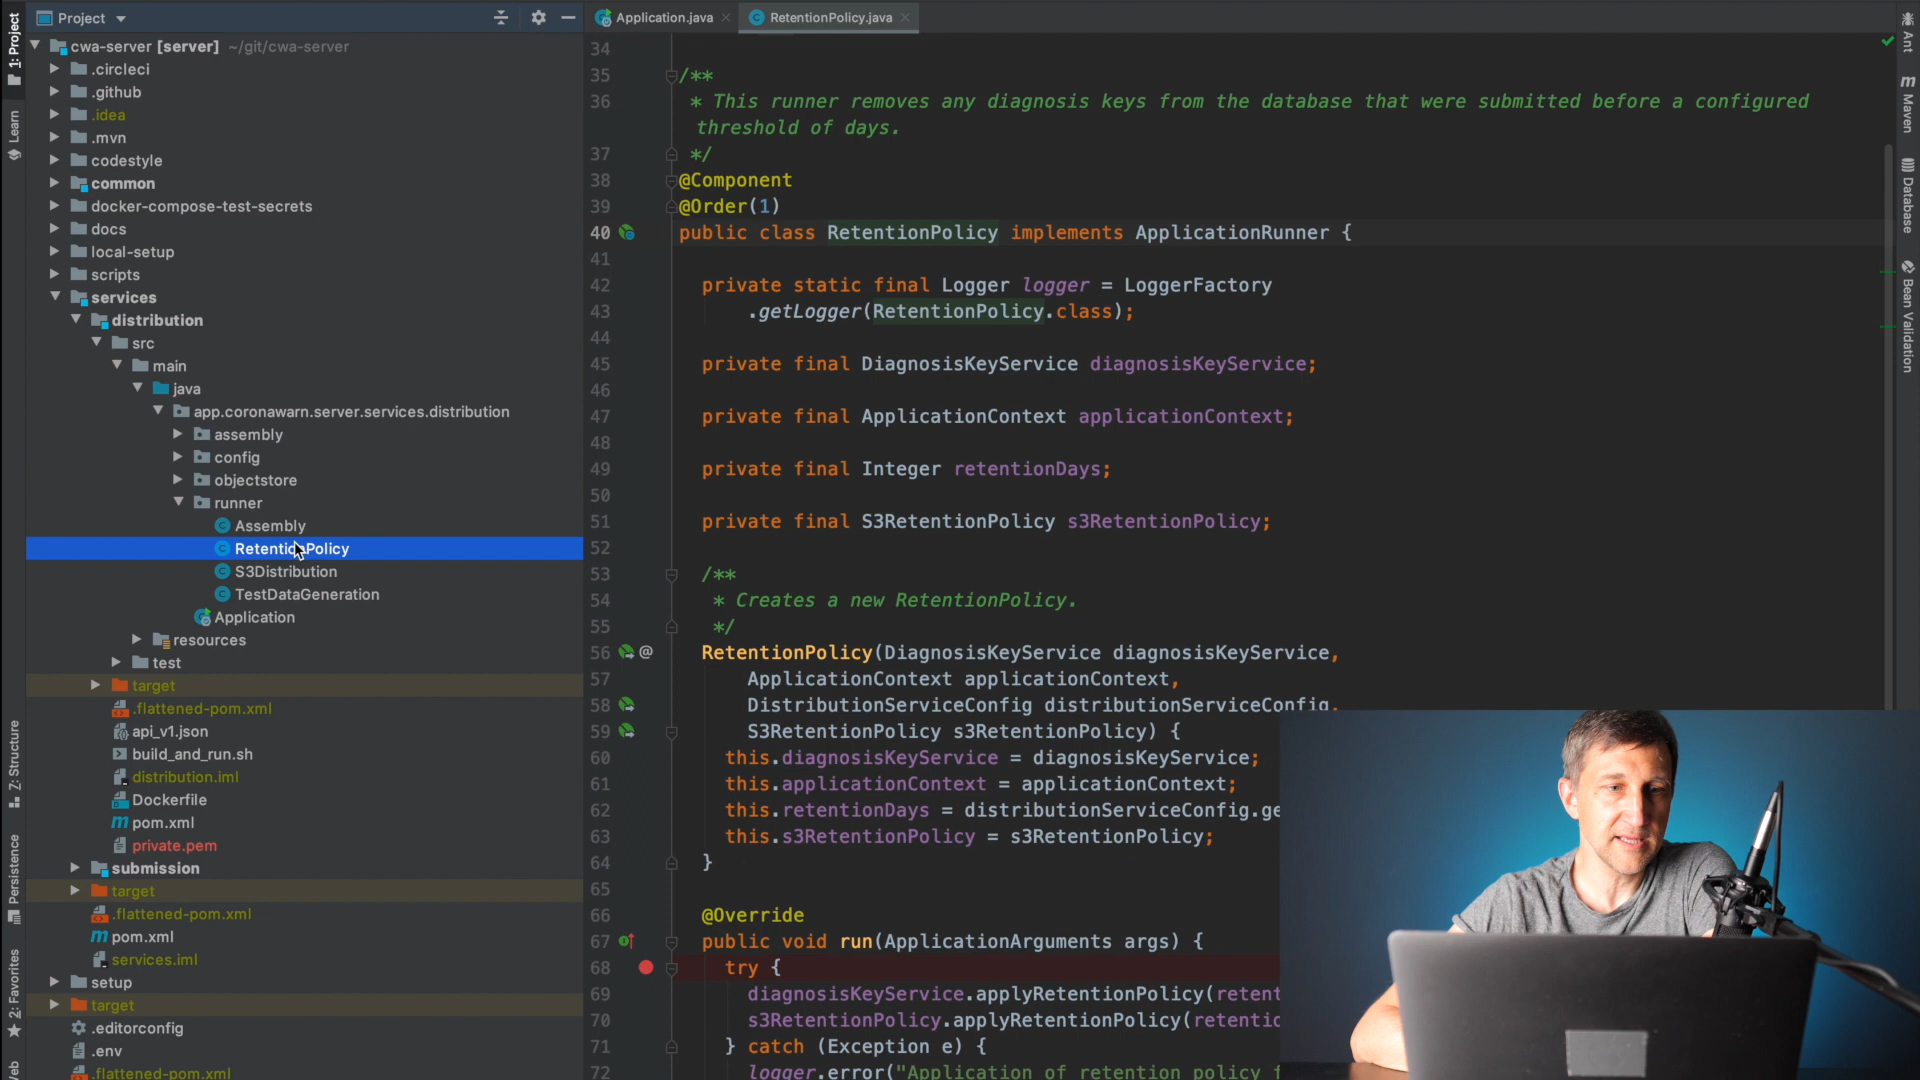 Project
cwa-server [server] ~/git/cwa-server
.circleci
.github
.idea
.mvn
codestyle
common
docker-compose-test-secrets
docs
local-setup
scripts
services
distribution
src
main
java
app.coronawarn.server.services.distribution
assembly
config
objectstore
runner
Assembly
RetentionPolicy
S3Distribution
TestDataGeneration
Application
resources
test
target
.flattened-pom.xml
api_v1.json
build_and_run.sh
distribution.iml
Dockerfile
pom.xml
private.pem
submission
target
.flattened-pom.xml
pom.xml
services.iml
setup
target
.editorconfig
.env
.flattened-pom.xml
1: Project
Learn
Z: Structure
Persistence
2: Favorites
Application.java
RetentionPolicy.java
34
35 /**
36 * This runner removes any diagnosis keys from the database that were submitted before a configured
threshold of days.
37 */
38 @Component
39 @Order(1)
40 public class RetentionPolicy implements ApplicationRunner {
41
42 private static final Logger logger = LoggerFactory
43 .getLogger(RetentionPolicy.class);
44
45 private final DiagnosisKeyService diagnosisKeyService;
46
47 private final ApplicationContext applicationContext;
48
49 private final Integer retentionDays;
50
51 private final S3RetentionPolicy s3RetentionPolicy;
52
53 /**
54 * Creates a new RetentionPolicy.
55 */
56 @ RetentionPolicy(DiagnosisKeyService diagnosisKeyService,
57 ApplicationContext applicationContext,
58 DistributionServiceConfig distributionServiceConfig,
59 S3RetentionPolicy s3RetentionPolicy) {
60 this.diagnosisKeyService = diagnosisKeyService;
61 this.applicationContext = applicationContext;
62 this.retentionDays = distributionServiceConfig.ge
63 this.s3RetentionPolicy = s3RetentionPolicy;
64 }
65
66 @Override
67 public void run(ApplicationArguments args) {
68 try {
69 diagnosisKeyService.applyRetentionPolicy(retent
70 s3RetentionPolicy.applyRetentionPolicy(retentio
71 } catch (Exception e) {
72 logger.error("Application of retention policy f
Ant
m Maven
Database
Bean Validation